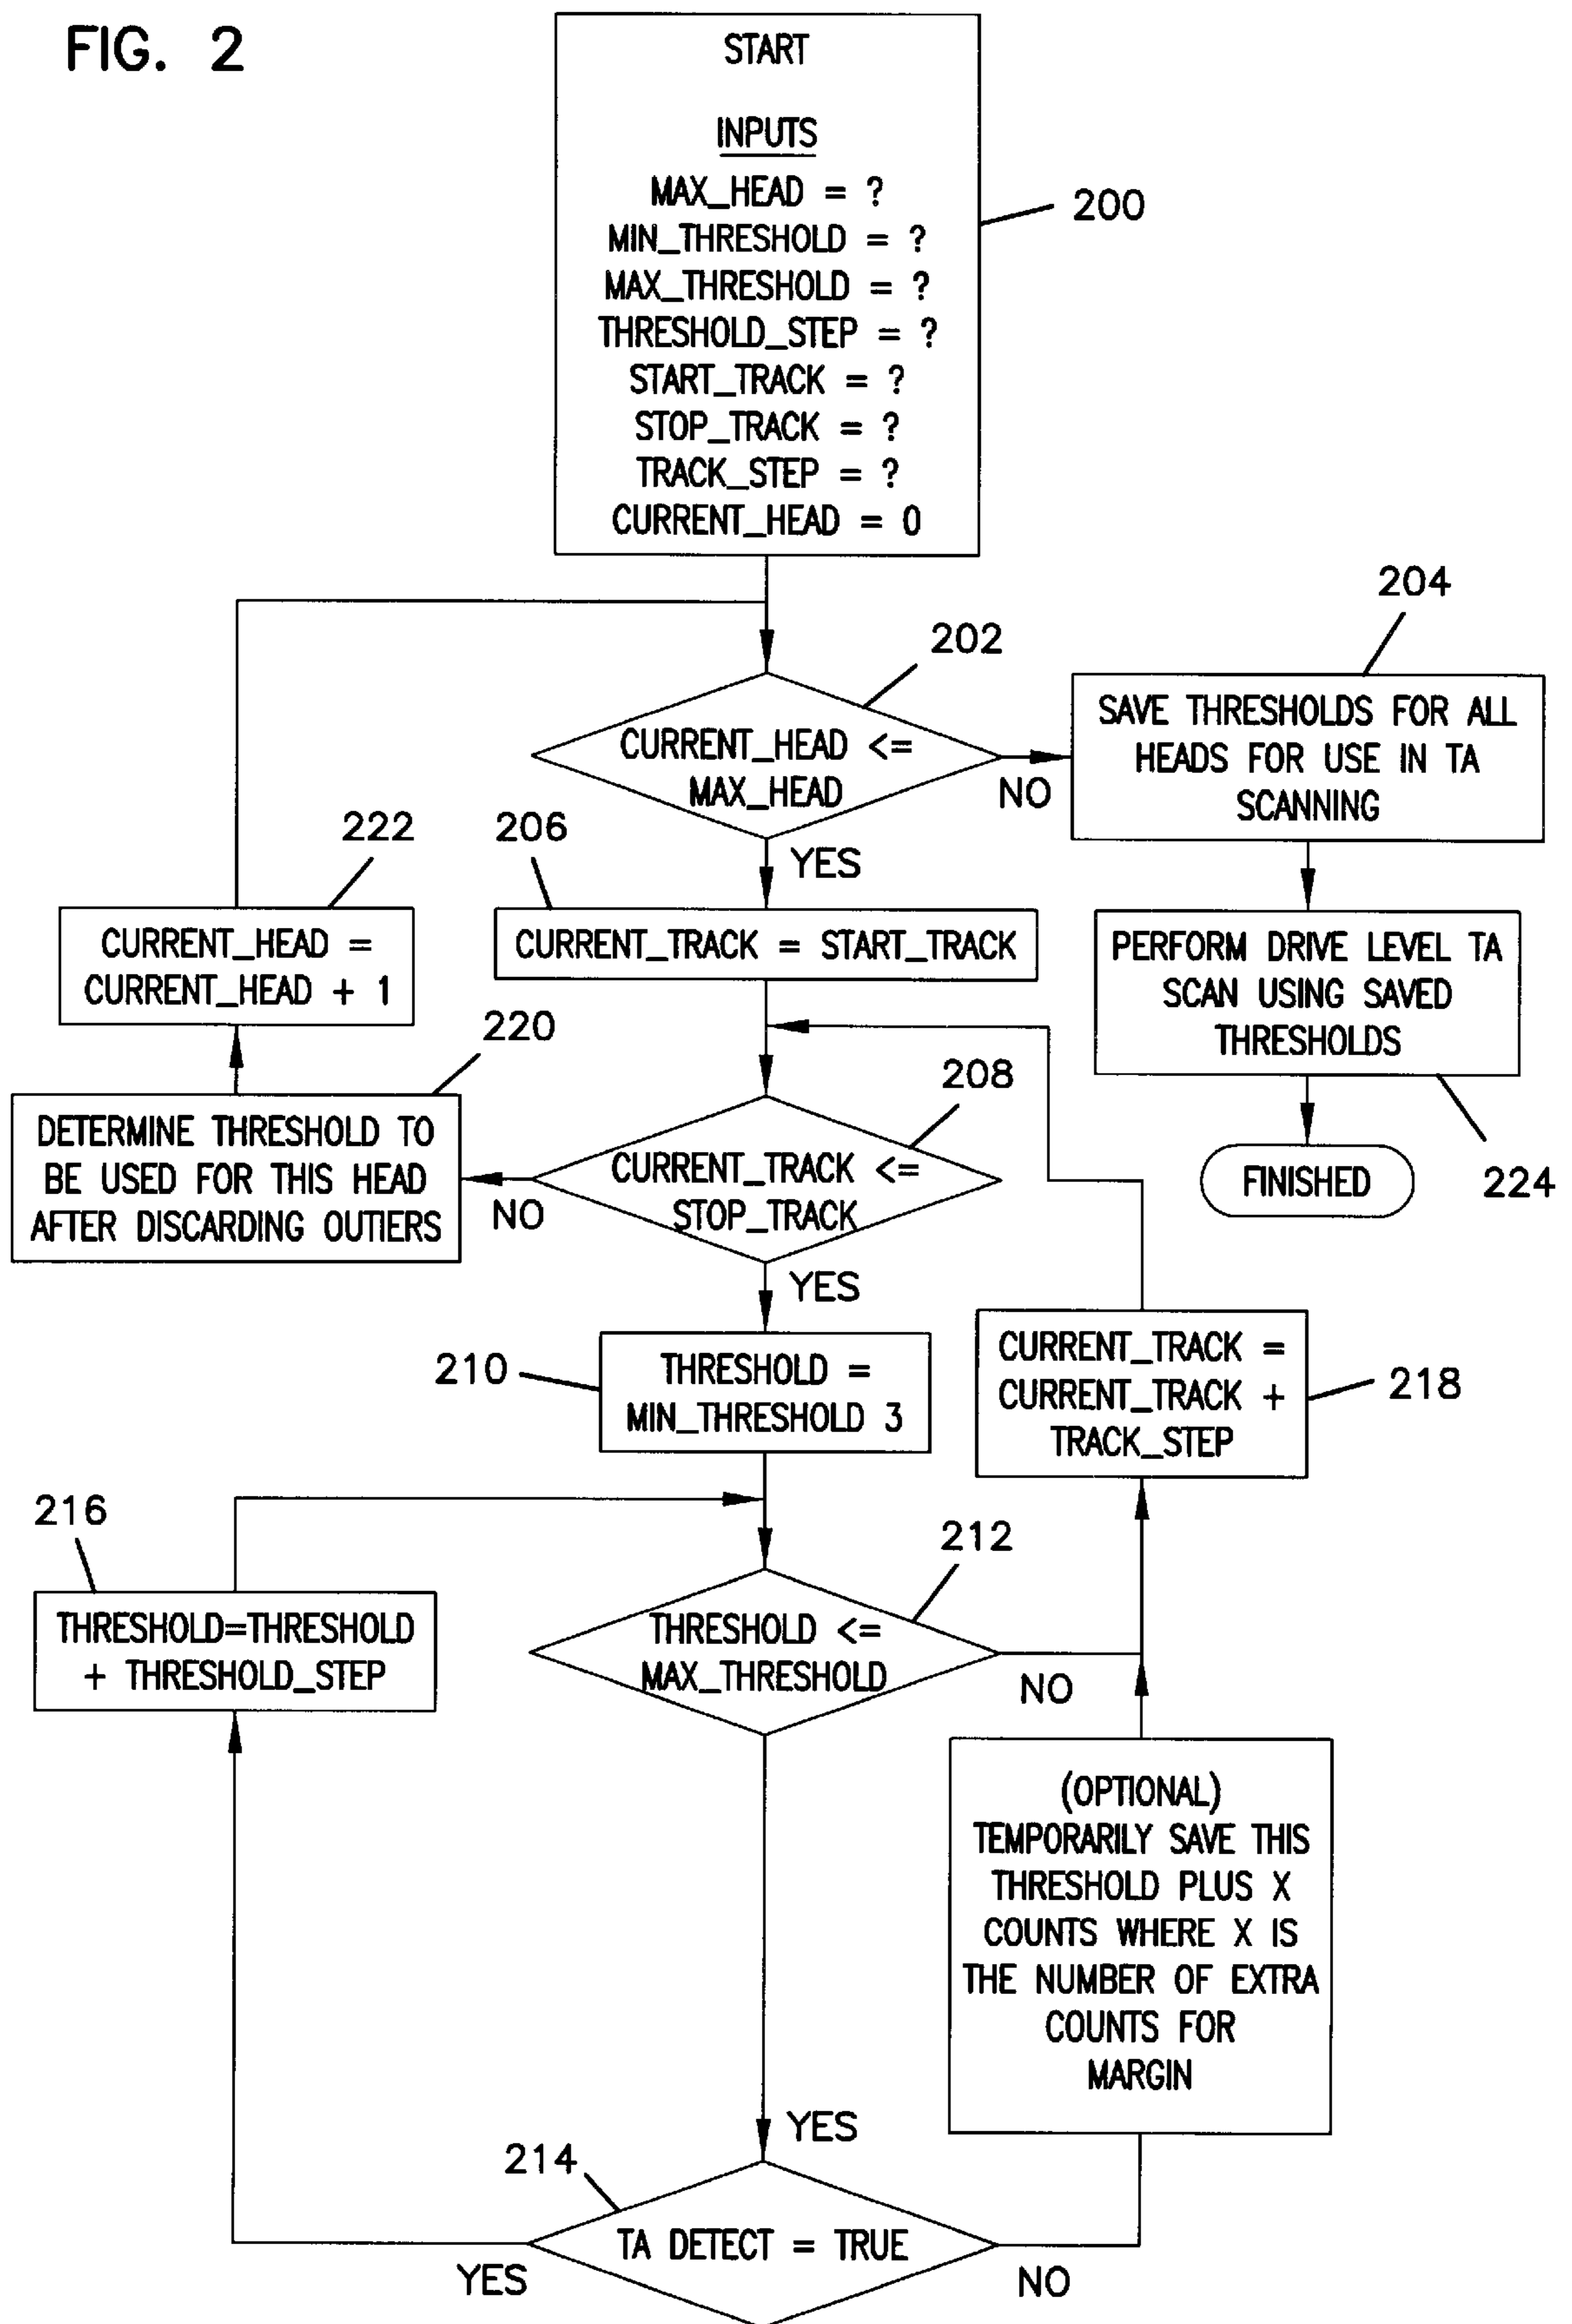 FIG. 2
START
INPUTS
MAX_HEAD = ?
MIN_THRESHOLD = ?
MAX_THRESHOLD = ?
THRESHOLD_STEP = ?
START_TRACK = ?
STOP_TRACK = ?
TRACK_STEP = ?
CURRENT_HEAD = 0
200
202
CURRENT_HEAD <=
MAX_HEAD
NO
YES
204
SAVE THRESHOLDS FOR ALL
HEADS FOR USE IN TA
SCANNING
222
CURRENT_HEAD =
CURRENT_HEAD + 1
206
CURRENT_TRACK = START_TRACK
PERFORM DRIVE LEVEL TA
SCAN USING SAVED
THRESHOLDS
224
FINISHED
220
DETERMINE THRESHOLD TO
BE USED FOR THIS HEAD
AFTER DISCARDING OUTIERS
208
CURRENT_TRACK <=
STOP_TRACK
NO
YES
210
THRESHOLD =
MIN_THRESHOLD 3
CURRENT_TRACK =
CURRENT_TRACK +
TRACK_STEP
218
216
THRESHOLD=THRESHOLD
+ THRESHOLD_STEP
212
THRESHOLD <=
MAX_THRESHOLD
NO
YES
(OPTIONAL)
TEMPORARILY SAVE THIS
THRESHOLD PLUS X
COUNTS WHERE X IS
THE NUMBER OF EXTRA
COUNTS FOR
MARGIN
214
TA DETECT = TRUE
YES
NO